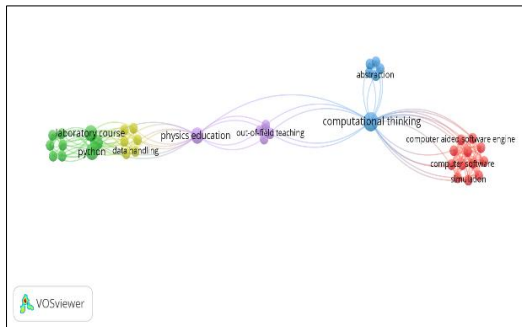 abstraction
computational thinking
laboratory course
physics education
out-of-field teaching
computer aided software engine
python
data handling
computer software
simulation
VOSviewer